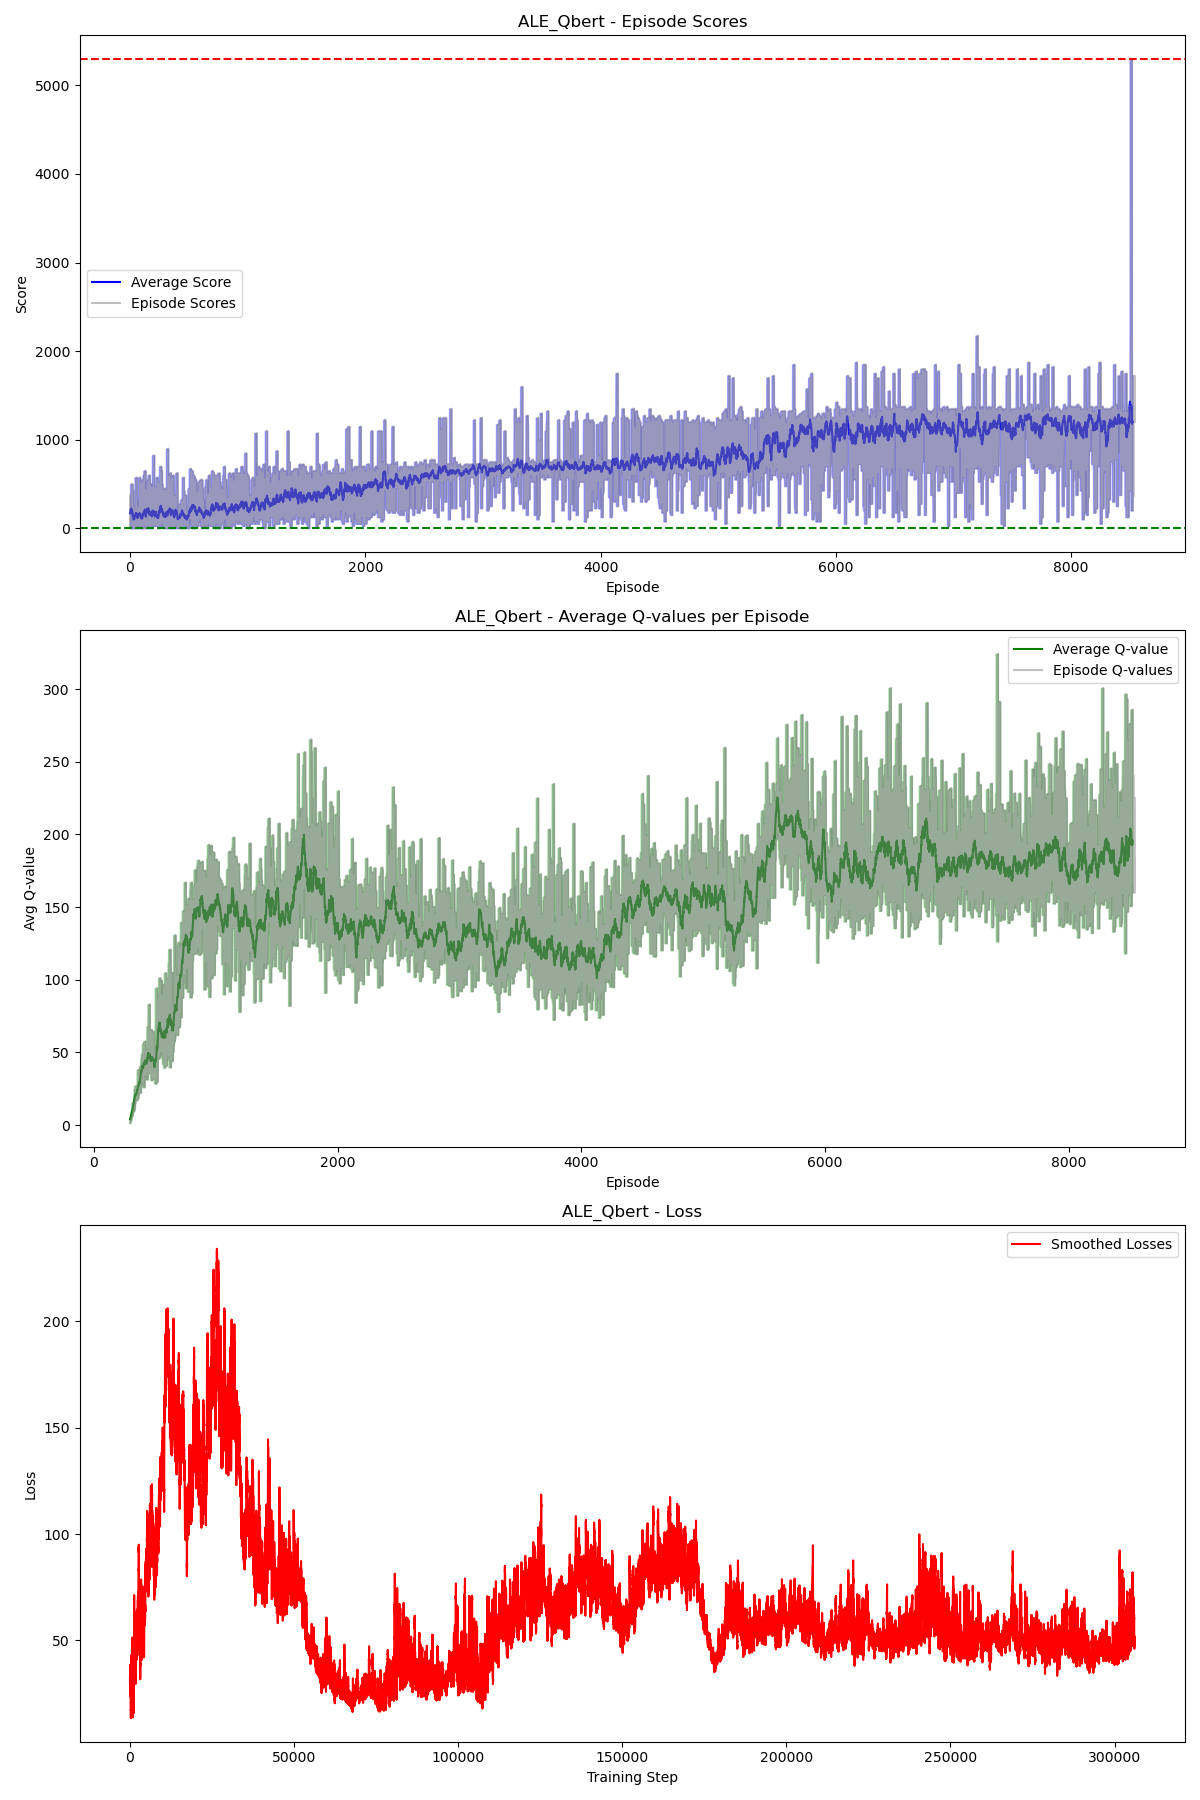 ALE_Qbert - Episode Scores
Score
5000
4000
3000
2000
1000
0
Average Score
Episode Scores
0 2000 4000 6000 8000
Episode
ALE_Qbert - Average Q-values per Episode
Avg Q-value
300
250
200
150
100
50
0
Average Q-value
Episode Q-values
0 2000 4000 6000 8000
Episode
ALE_Qbert - Loss
Loss
200
150
100
50
Smoothed Losses
0 50000 100000 150000 200000 250000 300000
Training Step